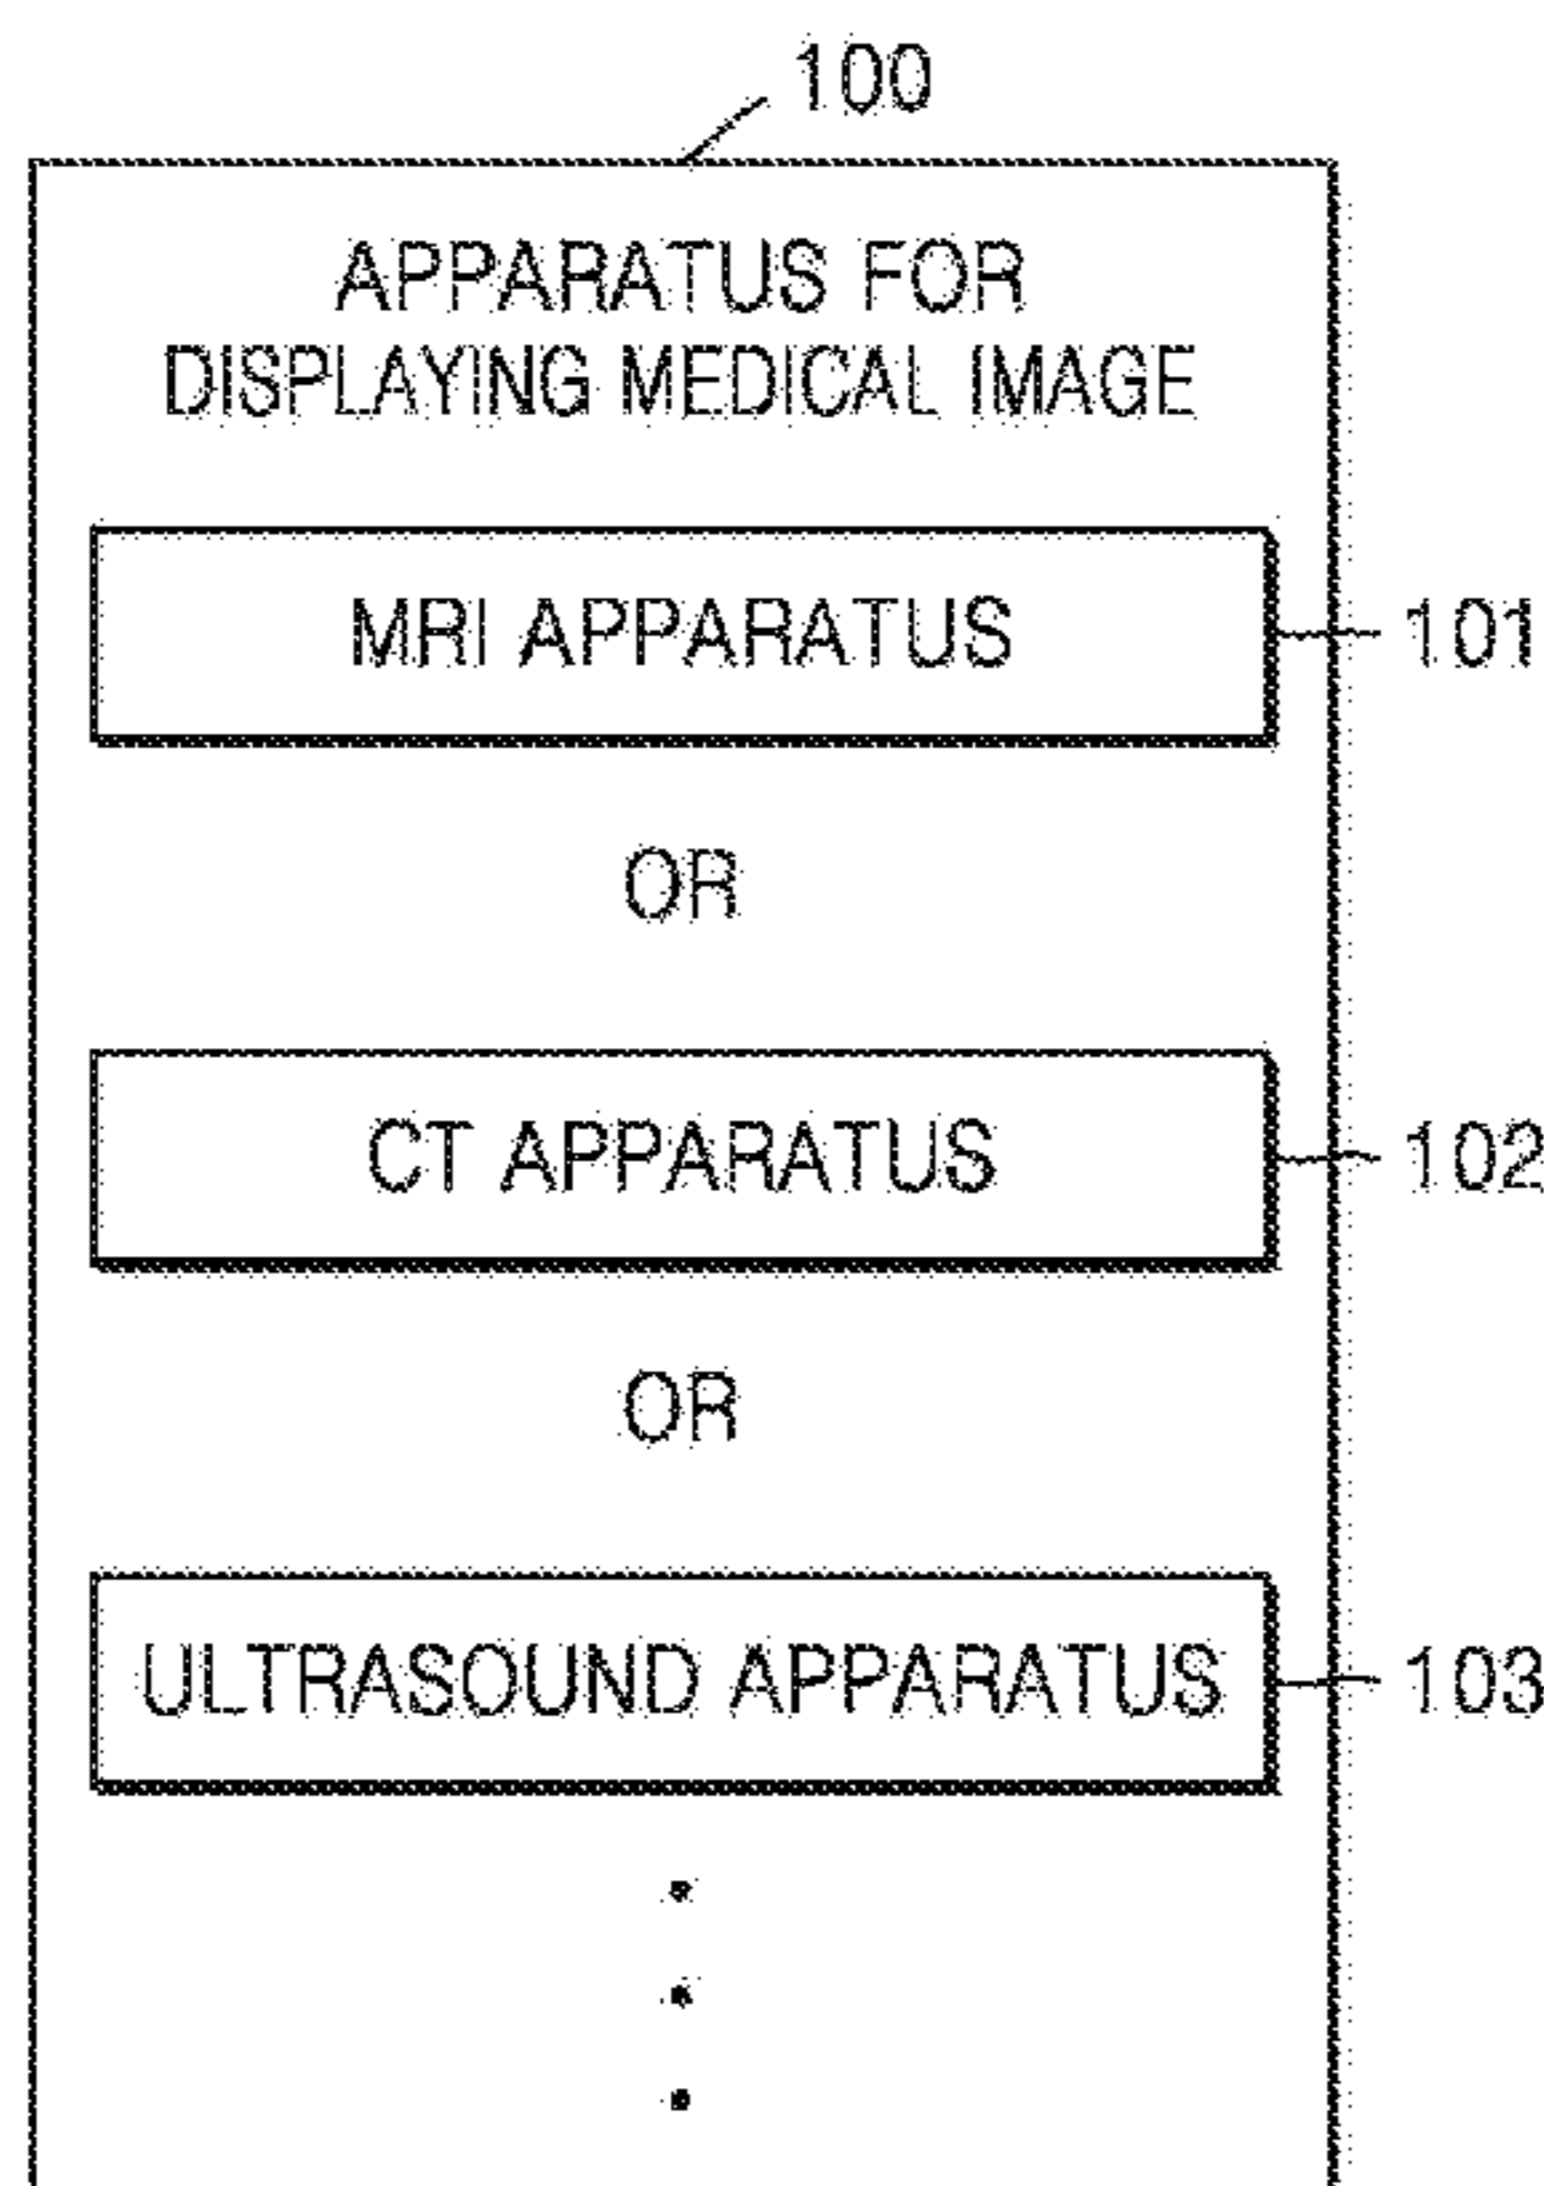 100
APPARATUS FOR
DISPLAYING MEDICAL IMAGE
MRI APPARATUS
101
OR
CT APPARATUS
102
OR
ULTRASOUND APPARATUS
103